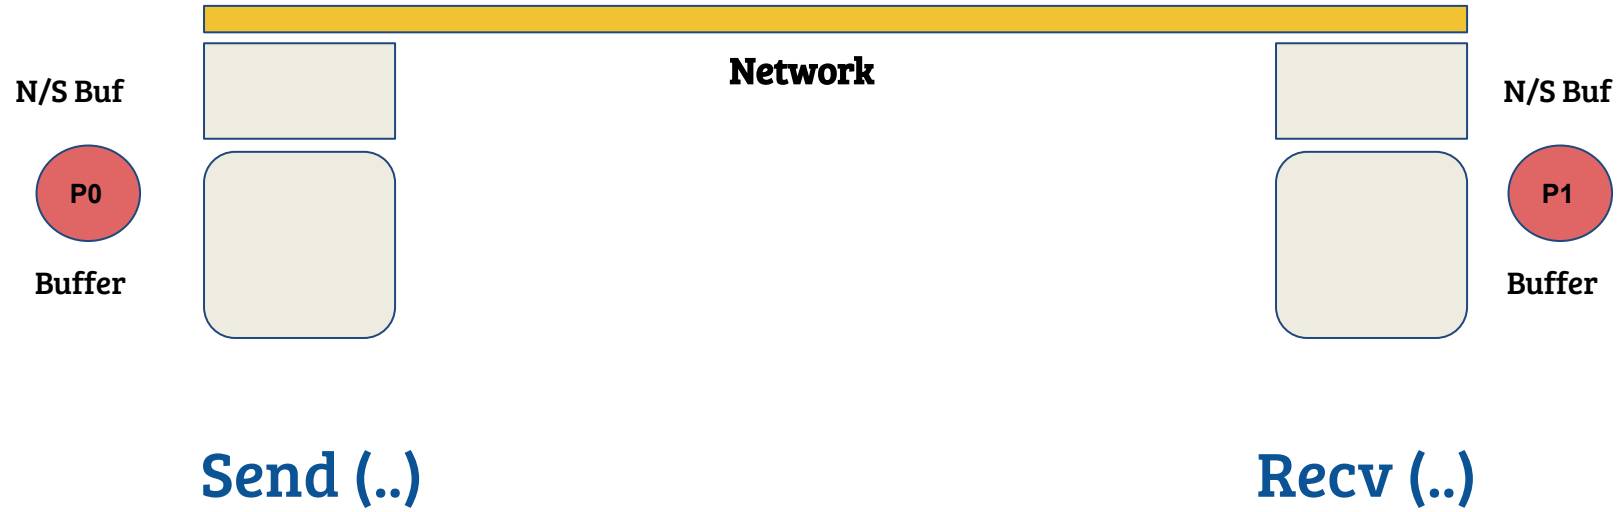 Network
N/S Buf
N/S Buf
P0
P1
Buffer
Buffer
Send (..)
Recv (..)